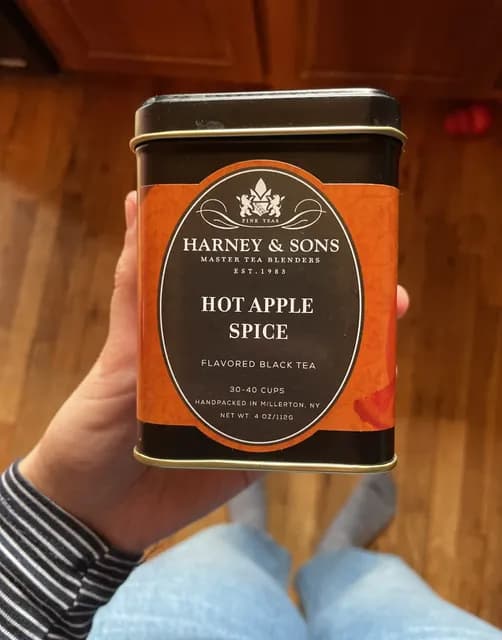 FINE TEAS
HARNEY & SONS
MASTER TEA BLENDERS
EST. 1983
HOT APPLE
SPICE
FLAVORED BLACK TEA
30-40 CUPS
HANDPACKED IN MILLERTON, NY
NET WT. 4 OZ/112G